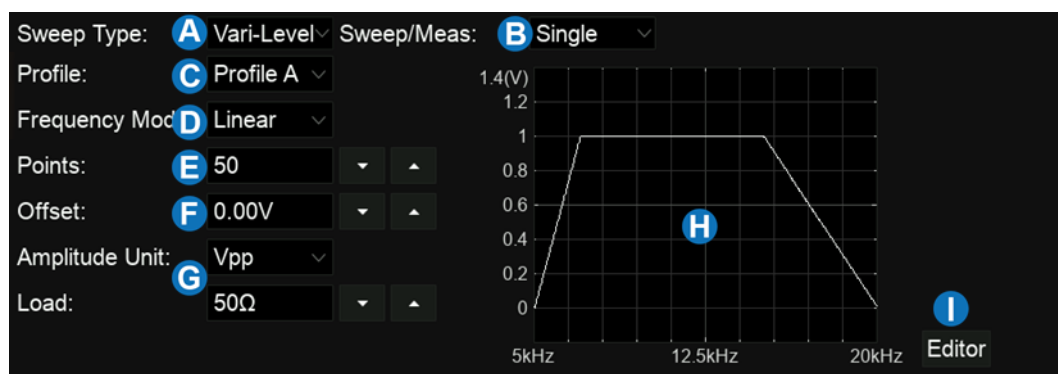 Sweep Type: A Vari-Level Sweep/Meas: B Single
Profile: C Profile A
Frequency Mod D Linear
Points: E 50
Offset: F 0.00V
Amplitude Unit: Vpp
G
Load: 50Ω
1.4(V)
1.2
1
0.8
0.6
0.4
0.2
0
H
5kHz 12.5kHz 20kHz
I
Editor